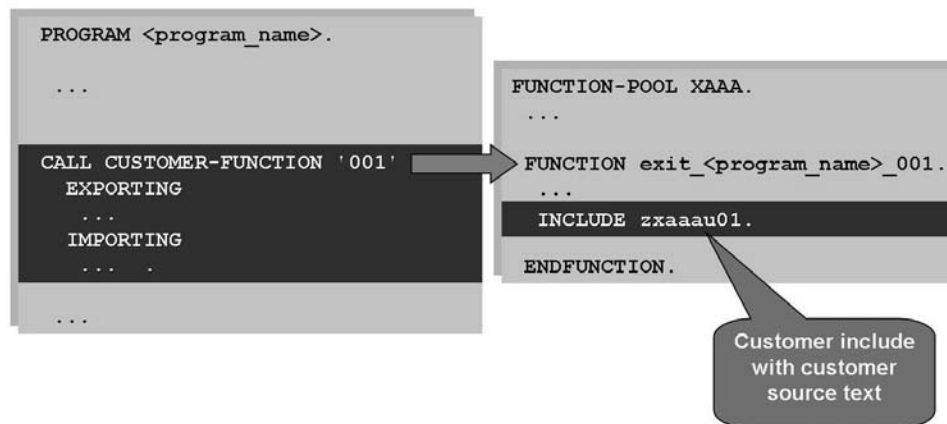 PROGRAM <program_name>.
...
CALL CUSTOMER-FUNCTION '001'
EXPORTING
...
IMPORTING
... .
...
FUNCTION-POOL XAAA.
...
FUNCTION exit_<program_name>_001.
...
INCLUDE zxaaau01.
ENDFUNCTION.
Customer include
with customer
source text